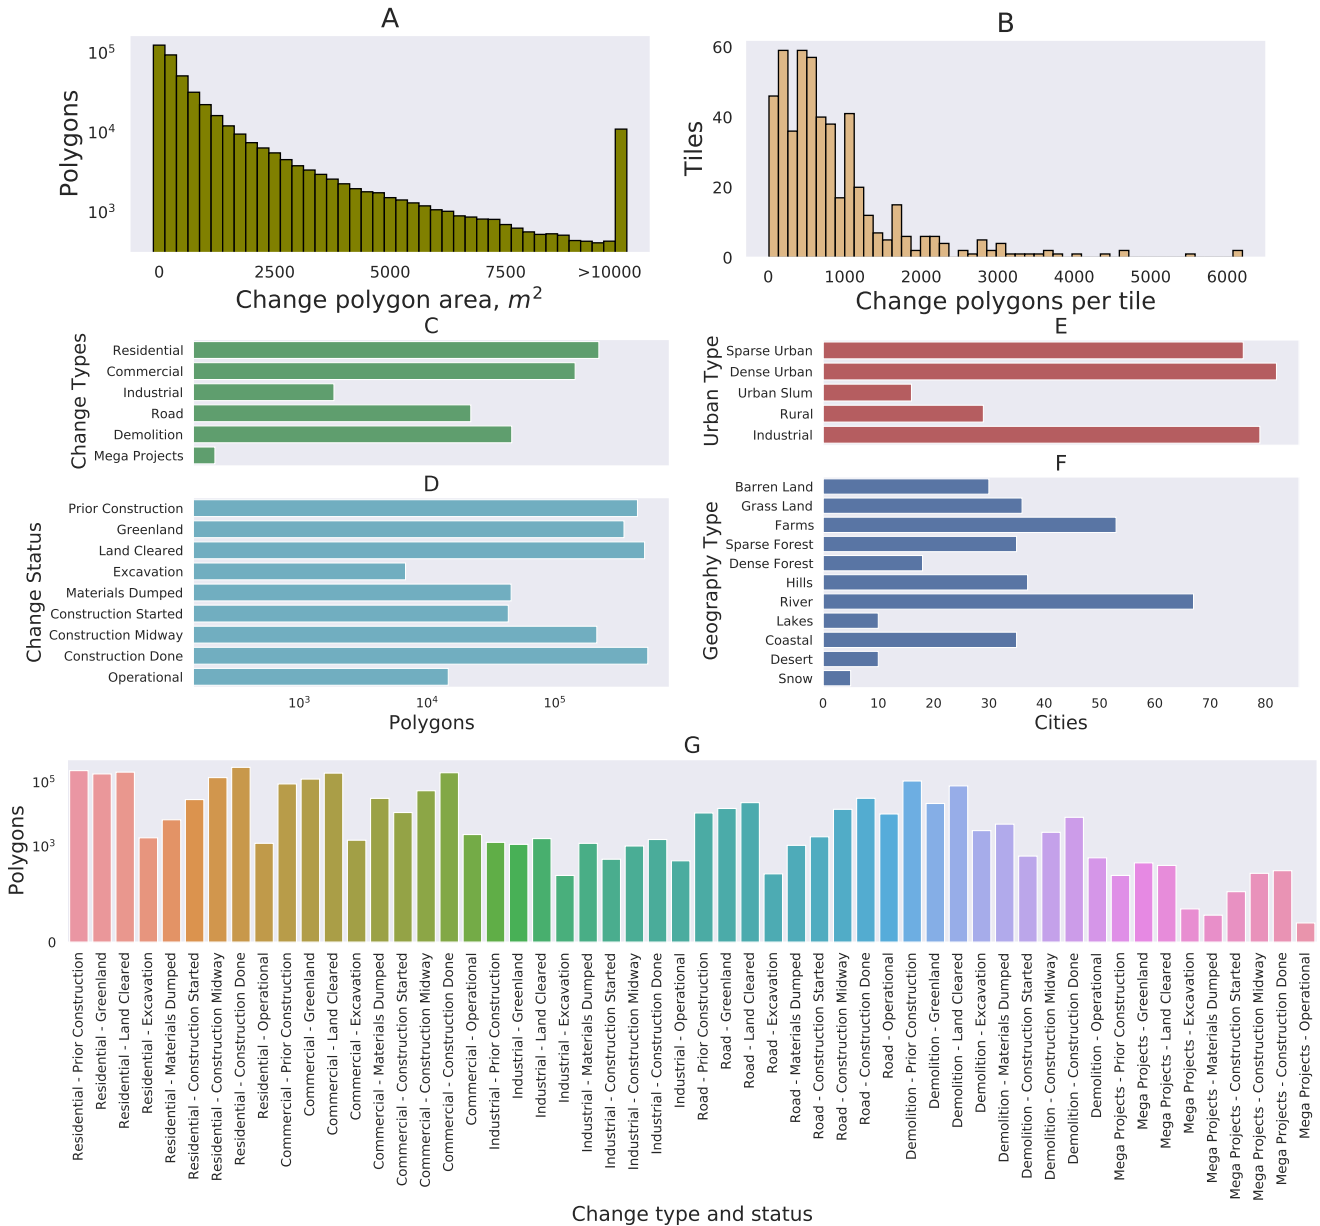 A
Polygons
10^5
10^4
10^3
0 2500 5000 7500 >10000
Change polygon area, m^2
B
Tiles
60
40
20
0
0 1000 2000 3000 4000 5000 6000
Change polygons per tile
C
Change Types
Residential
Commercial
Industrial
Road
Demolition
Mega Projects
D
Change Status
Prior Construction
Greenland
Land Cleared
Excavation
Materials Dumped
Construction Started
Construction Midway
Construction Done
Operational
10^3 10^4 10^5
Polygons
E
Urban Type
Sparse Urban
Dense Urban
Urban Slum
Rural
Industrial
F
Geography Type
Barren Land
Grass Land
Farms
Sparse Forest
Dense Forest
Hills
River
Lakes
Coastal
Desert
Snow
0 10 20 30 40 50 60 70 80
Cities
G
Polygons
10^5
10^3
0
Residential - Prior Construction
Residential - Greenland
Residential - Land Cleared
Residential - Excavation
Residential - Materials Dumped
Residential - Construction Started
Residential - Construction Midway
Residential - Construction Done
Residential - Operational
Commercial - Prior Construction
Commercial - Greenland
Commercial - Land Cleared
Commercial - Excavation
Commercial - Materials Dumped
Commercial - Construction Started
Commercial - Construction Midway
Commercial - Construction Done
Commercial - Operational
Industrial - Prior Construction
Industrial - Greenland
Industrial - Land Cleared
Industrial - Excavation
Industrial - Materials Dumped
Industrial - Construction Started
Industrial - Construction Midway
Industrial - Construction Done
Industrial - Operational
Road - Prior Construction
Road - Greenland
Road - Land Cleared
Road - Excavation
Road - Materials Dumped
Road - Construction Started
Road - Construction Midway
Road - Construction Done
Road - Operational
Demolition - Prior Construction
Demolition - Greenland
Demolition - Land Cleared
Demolition - Excavation
Demolition - Materials Dumped
Demolition - Construction Started
Demolition - Construction Midway
Demolition - Construction Done
Demolition - Operational
Mega Projects - Prior Construction
Mega Projects - Greenland
Mega Projects - Land Cleared
Mega Projects - Excavation
Mega Projects - Materials Dumped
Mega Projects - Construction Started
Mega Projects - Construction Midway
Mega Projects - Construction Done
Mega Projects - Operational
Change type and status